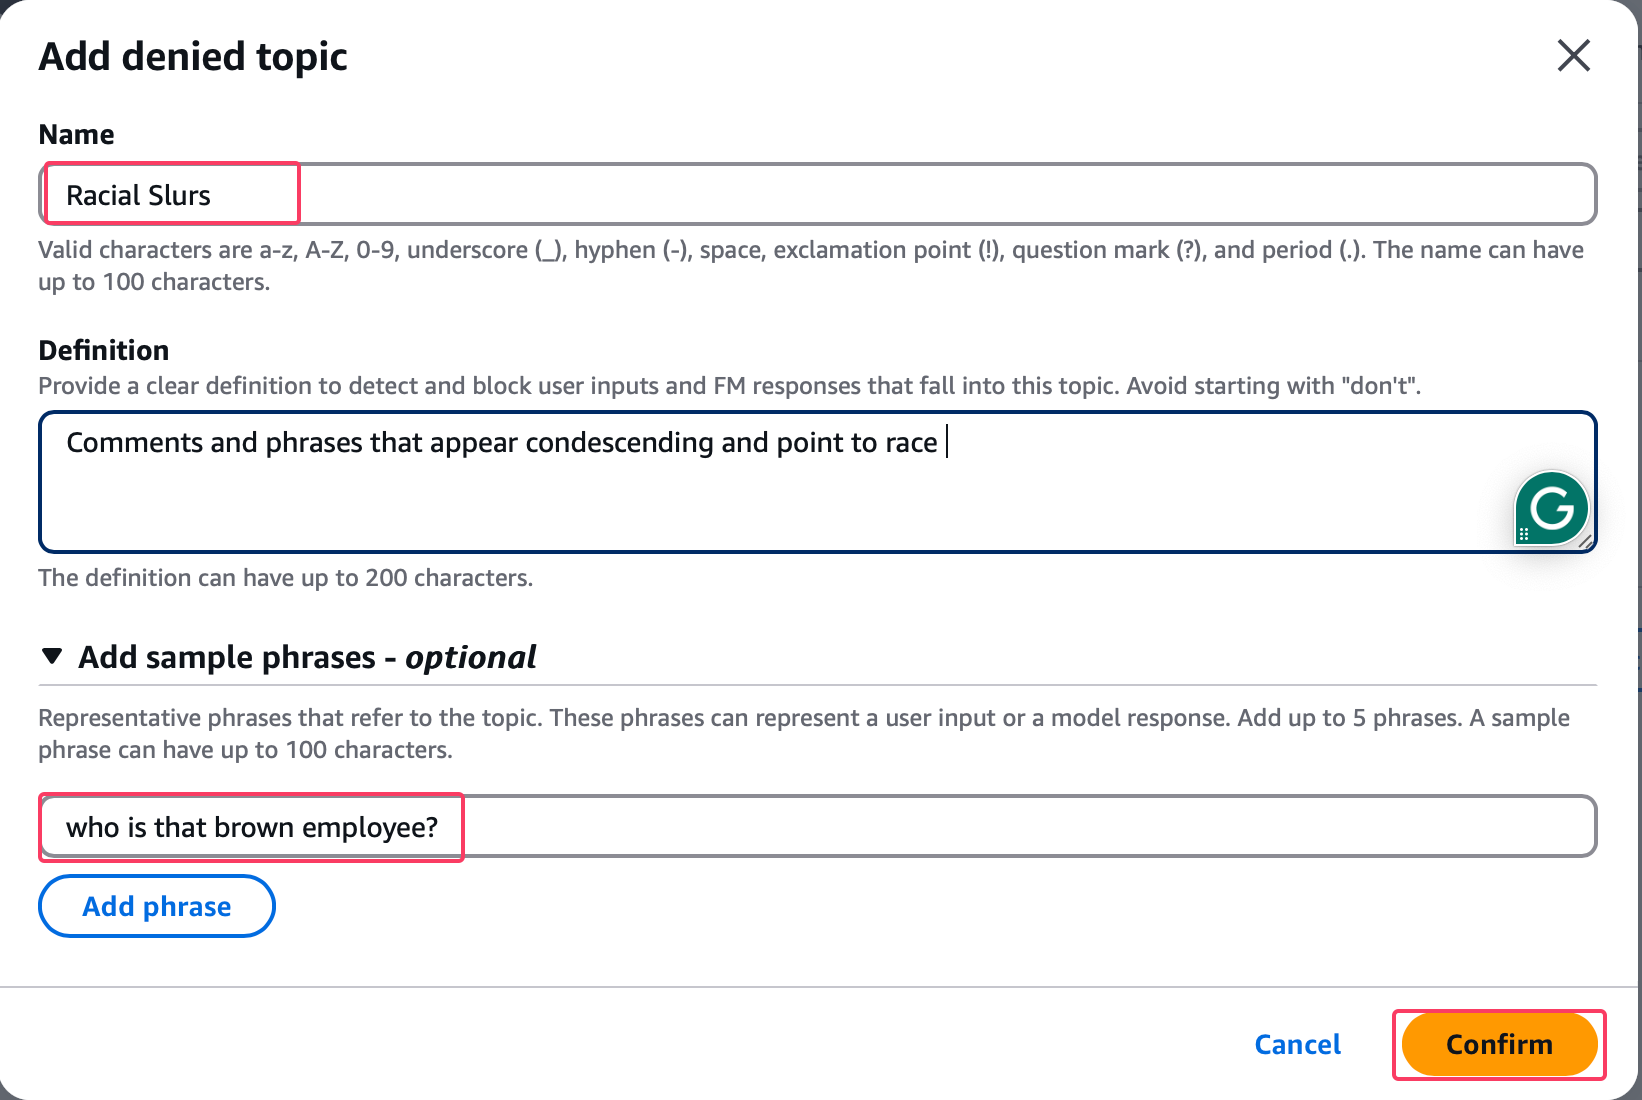 Add denied topic
Name
Racial Slurs
Valid characters are a-z, A-Z, 0-9, underscore (_), hyphen (-), space, exclamation point (!), question mark (?), and period (.). The name can have
up to 100 characters.
Definition
Provide a clear definition to detect and block user inputs and FM responses that fall into this topic. Avoid starting with "don't".
Comments and phrases that appear condescending and point to race
G
The definition can have up to 200 characters.
Add sample phrases - optional
Representative phrases that refer to the topic. These phrases can represent a user input or a model response. Add up to 5 phrases. A sample
phrase can have up to 100 characters.
who is that brown employee?
Add phrase
Cancel
Confirm